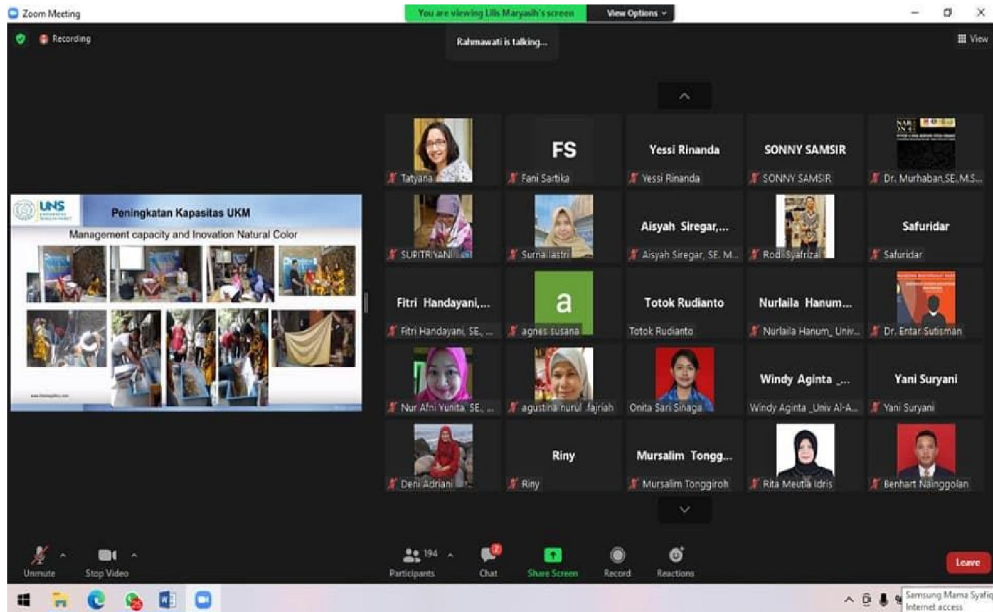 Zoom Meeting
You are viewing Lilis Maryasih's screen
View Options
Recording
Rahmawati is talking...
View
UNS
Peningkatan Kapasitas UKM
Management capacity and Inovation Natural Color
Tatyana
FS
Fani Sartika
Yessi Rinanda
Yessi Rinanda
SONNY SAMSIR
SONNY SAMSIR
Dr. Murhaban,SE.,M.S...
SUPITRIYANI
Surna lastri
Aisyah Siregar,...
Aisyah Siregar, SE. M...
Rodi Syafrizal
Safuridar
Safuridar
Fitri Handayani,...
Fitri Handayani, SE., ...
a
agnes susana
Totok Rudianto
Totok Rudianto
Nurlaila Hanum...
Nurlaila Hanum_ Univ...
Dr. Entar Sutisman
Nur Afni Yunita, SE., ...
agustina nurul fajriah
Onita Sari Sinaga
Windy Aginta _...
Windy Aginta _Univ Al-A...
Yani Suryani
Yani Suryani
Deni Adriani
Riny
Riny
Mursalim Tongg...
Mursalim Tonggiroh
Rita Meutia Idris
Benhart Nainggolan
Unmute
Stop Video
194
Participants
2
Chat
Share Screen
Record
Reactions
Leave
Samsung Mama Syafiq
Internet access